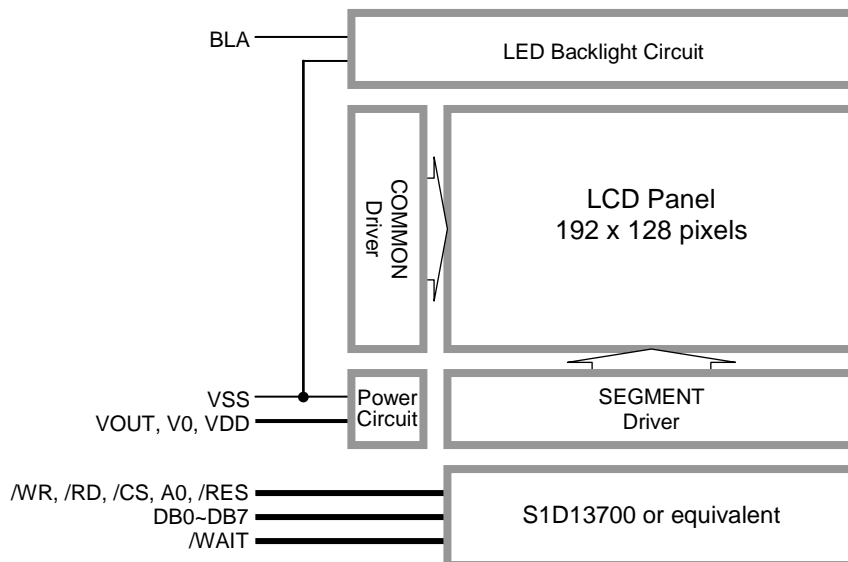 BLA
LED Backlight Circuit
COMMON
Driver
LCD Panel
192 x 128 pixels
VSS
VOUT, V0, VDD
Power
Circuit
SEGMENT
Driver
/WR, /RD, /CS, A0, /RES
DB0~DB7
/WAIT
S1D13700 or equivalent